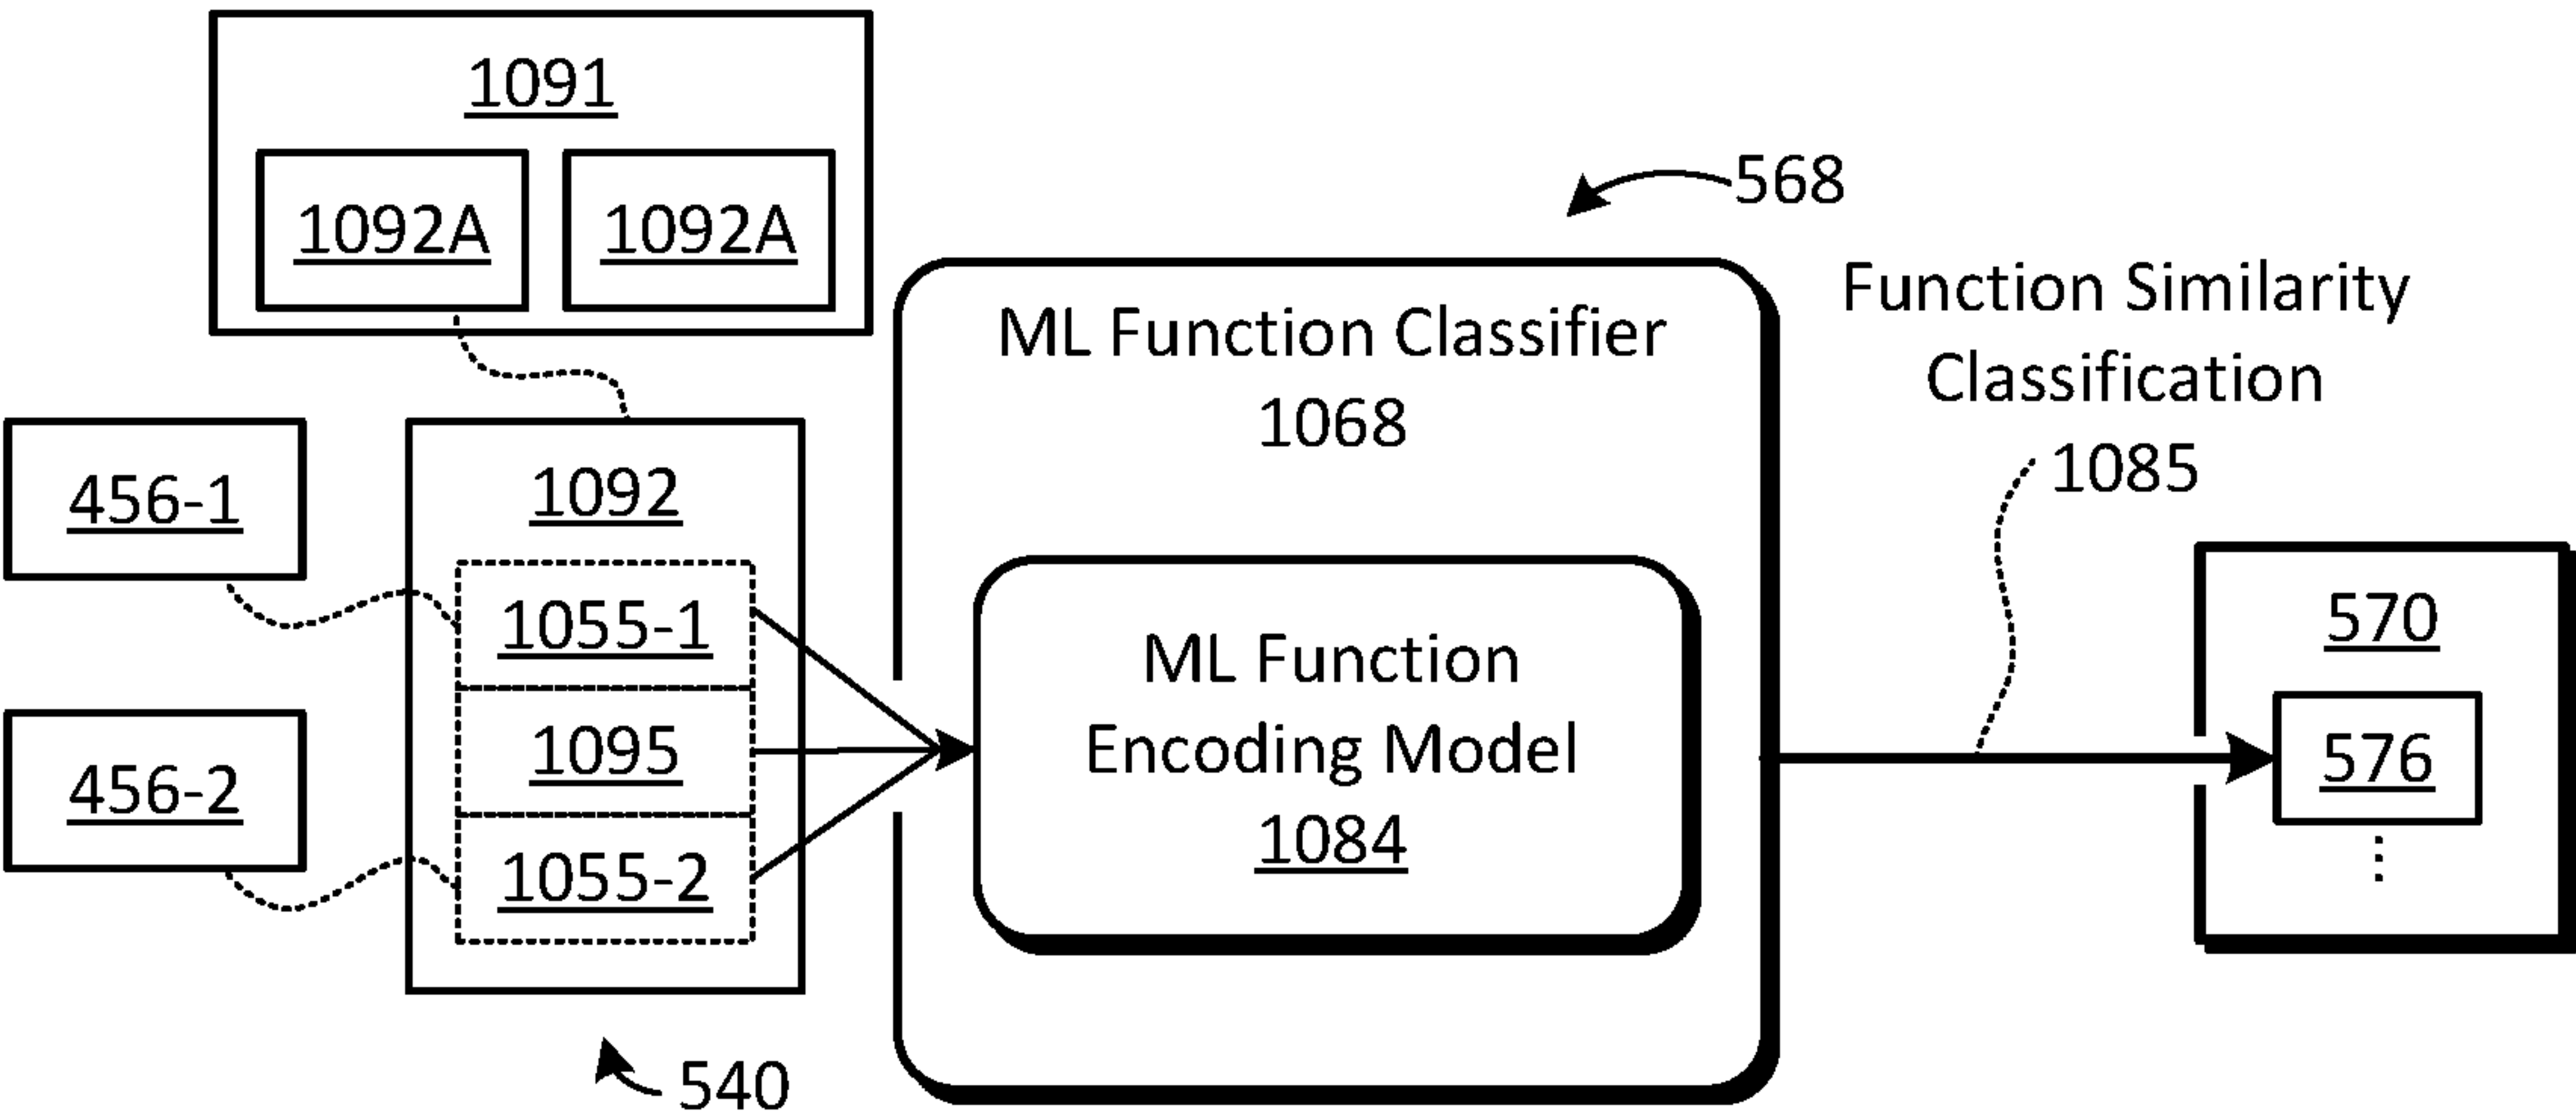 1091
1092A
1092A
568
ML Function Classifier
1068
Function Similarity
Classification
1085
456-1
456-2
1092
1055-1
1095
1055-2
ML Function
Encoding Model
1084
570
576
540